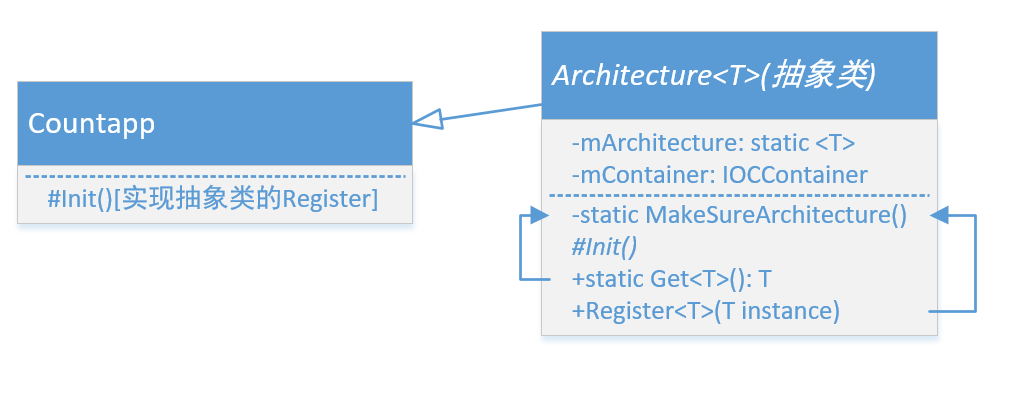 Countapp
#Init()[实现抽象类的Register]
Architecture<T>(抽象类)
-mArchitecture: static <T>
-mContainer: IOCContainer
-static MakeSureArchitecture()
#Init()
+static Get<T>(): T
+Register<T>(T instance)